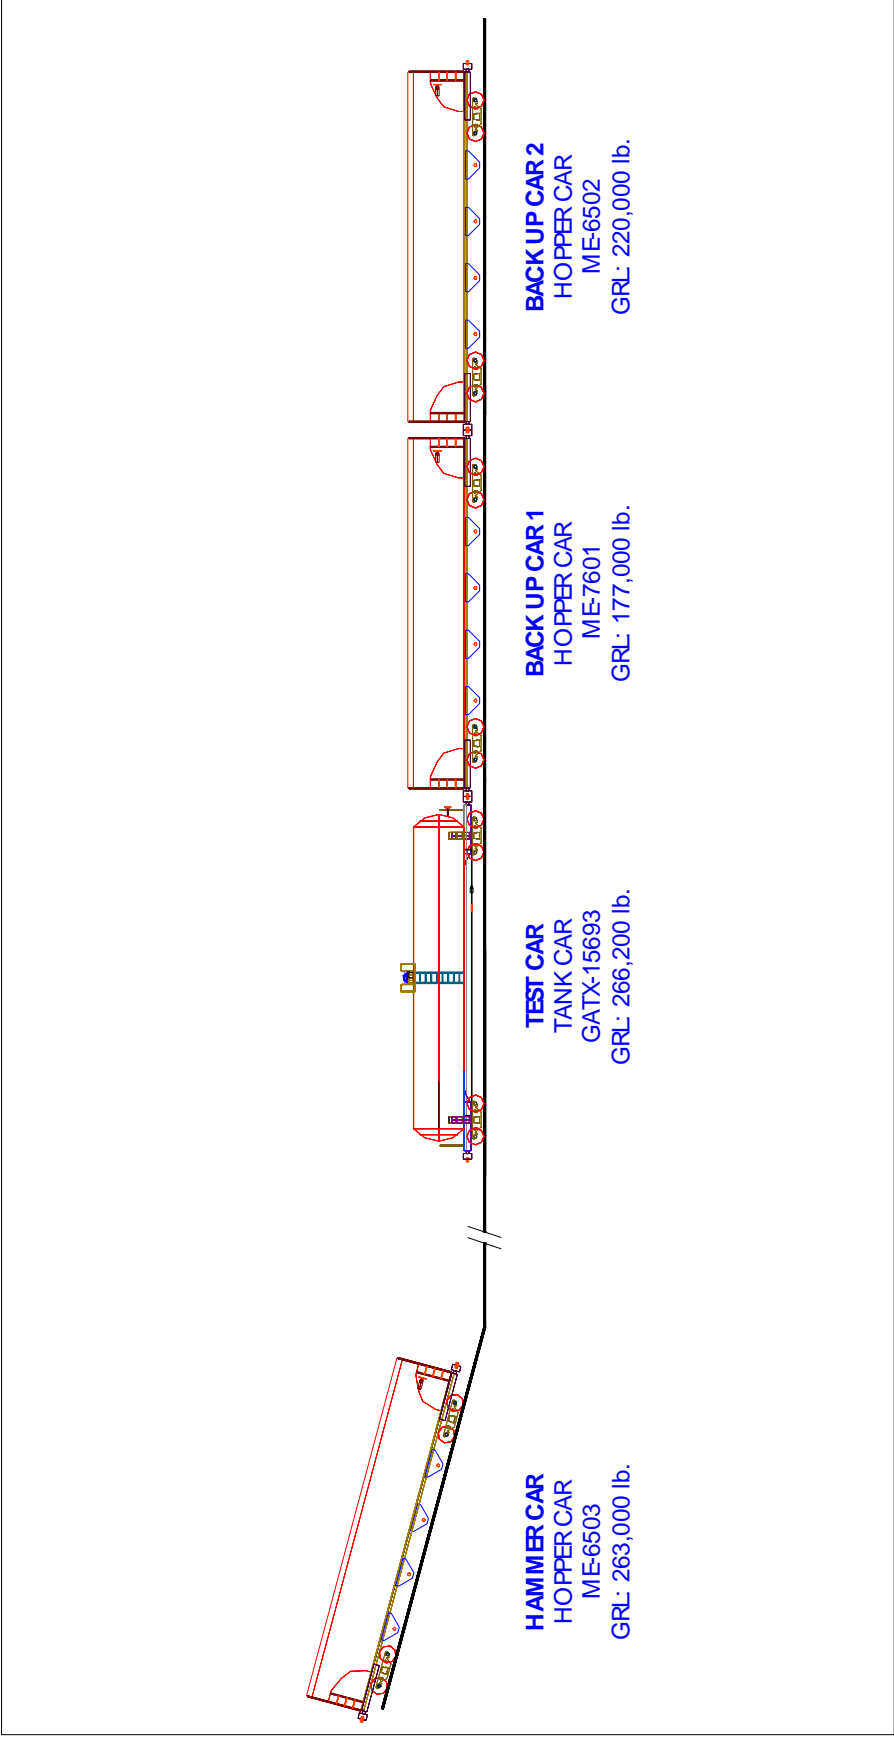 HAMMER CAR
HOPPER CAR
ME-6503
GRL: 263,000 lb.
TEST CAR
TANK CAR
GATX-15693
GRL: 266,200 lb.
BACK UP CAR 1
HOPPER CAR
ME-7601
GRL: 177,000 lb.
BACK UP CAR 2
HOPPER CAR
ME-6502
GRL: 220,000 lb.